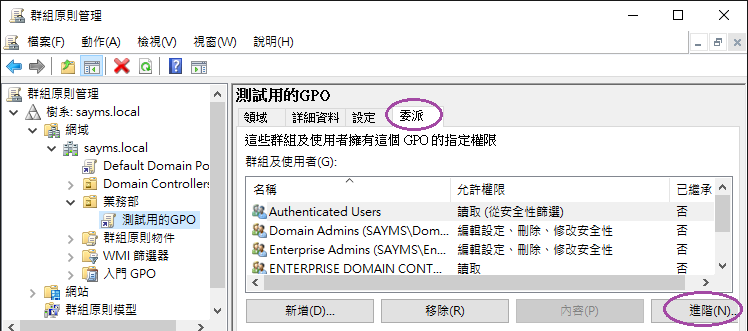 群組原則管理
檔案(F) 動作(A) 檢視(V) 視窗(W) 說明(H)
群組原則管理
樹系: sayms.local
網域
sayms.local
Default Domain Po
Domain Controllers
業務部
測試用的GPO
群組原則物件
WMI 篩選器
入門 GPO
網站
群組原則模型
測試用的GPO
領域 詳細資料 設定 委派
這些群組及使用者擁有這個 GPO 的指定權限
群組及使用者(G):
名稱 允許權限 已繼承
Authenticated Users 讀取 (從安全性篩選) 否
Domain Admins (SAYMS\Dom... 編輯設定、刪除、修改安全性 否
Enterprise Admins (SAYMS\En... 編輯設定、刪除、修改安全性 否
ENTERPRISE DOMAIN CONT... 讀取 否
新增(D)... 移除(R) 內容(P) 進階(N)...